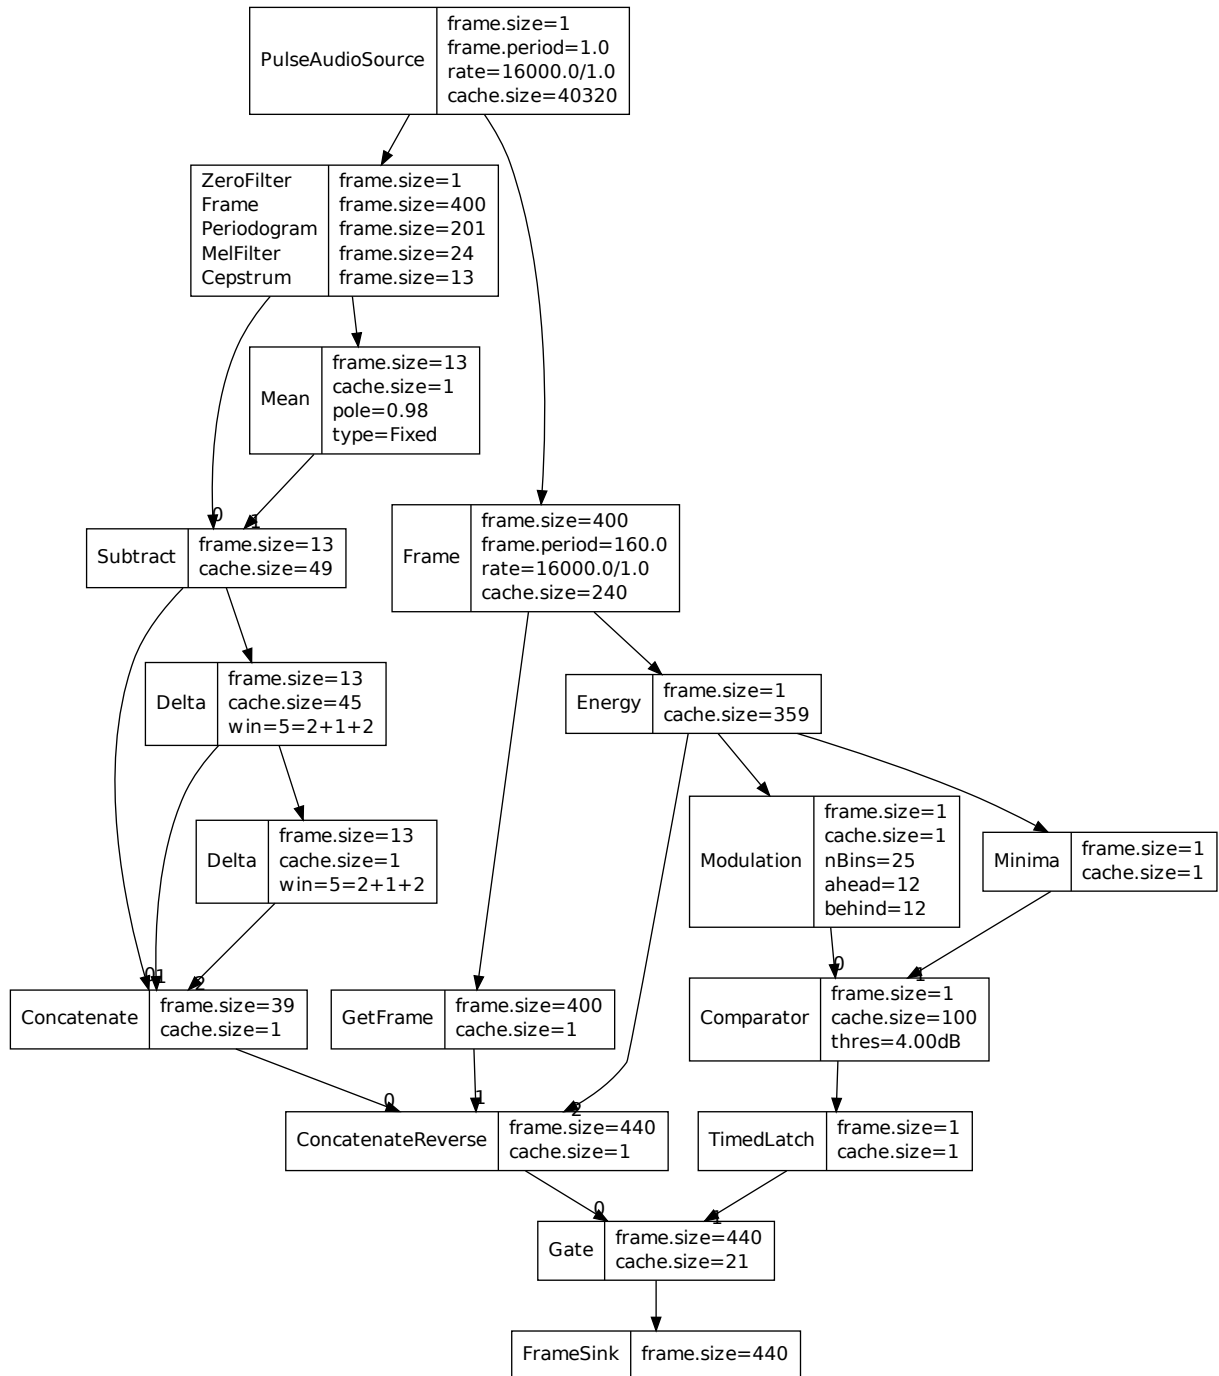 PulseAudioSource
frame.size=1
frame.period=1.0
rate=16000.0/1.0
cache.size=40320
ZeroFilter
Frame
Periodogram
MelFilter
Cepstrum
frame.size=1
frame.size=400
frame.size=201
frame.size=24
frame.size=13
Mean
frame.size=13
cache.size=1
pole=0.98
type=Fixed
0
1
Subtract
frame.size=13
cache.size=49
Frame
frame.size=400
frame.period=160.0
rate=16000.0/1.0
cache.size=240
Delta
frame.size=13
cache.size=45
win=5=2+1+2
Energy
frame.size=1
cache.size=359
Delta
frame.size=13
cache.size=1
win=5=2+1+2
Modulation
frame.size=1
cache.size=1
nBins=25
ahead=12
behind=12
Minima
frame.size=1
cache.size=1
0
1
2
Concatenate
frame.size=39
cache.size=1
GetFrame
frame.size=400
cache.size=1
0
1
Comparator
frame.size=1
cache.size=100
thres=4.00dB
0
1
2
ConcatenateReverse
frame.size=440
cache.size=1
TimedLatch
frame.size=1
cache.size=1
0
1
Gate
frame.size=440
cache.size=21
FrameSink
frame.size=440